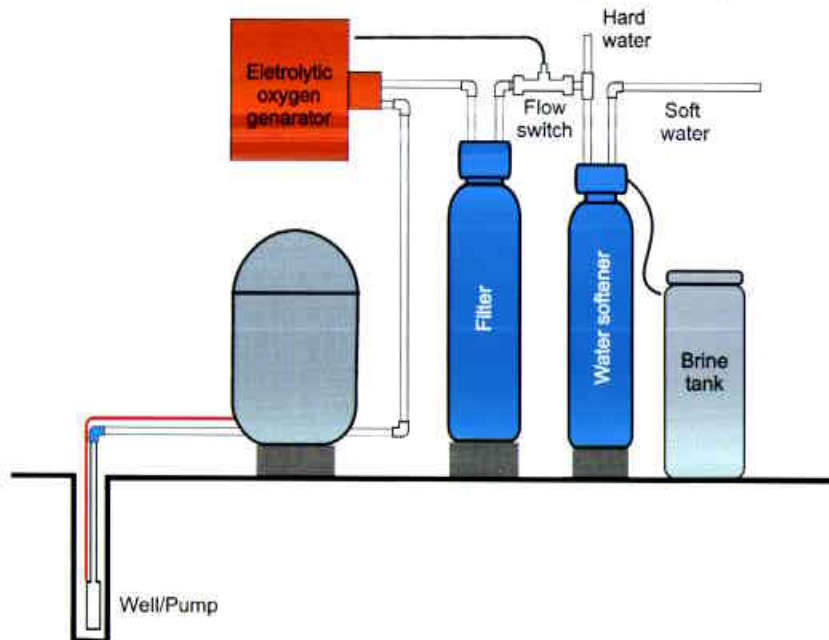 Hard
water
Eletrolytic
oxygen
genarator
Flow
switch
Soft
water
Filter
Water softener
Brine
tank
Well/Pump